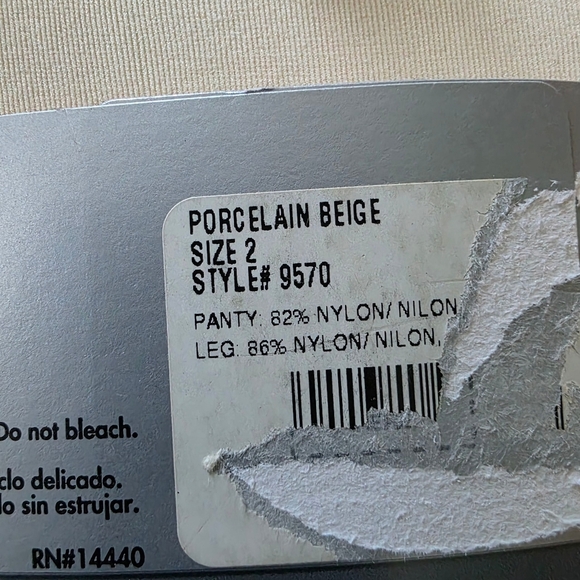 PORCELAIN BEIGE
SIZE 2
STYLE# 9570
PANTY: 82% NYLON/ NILON
LEG: 86% NYLON/ NILON,
Do not bleach.
clo delicado.
lo sin estrujar.
RN#14440